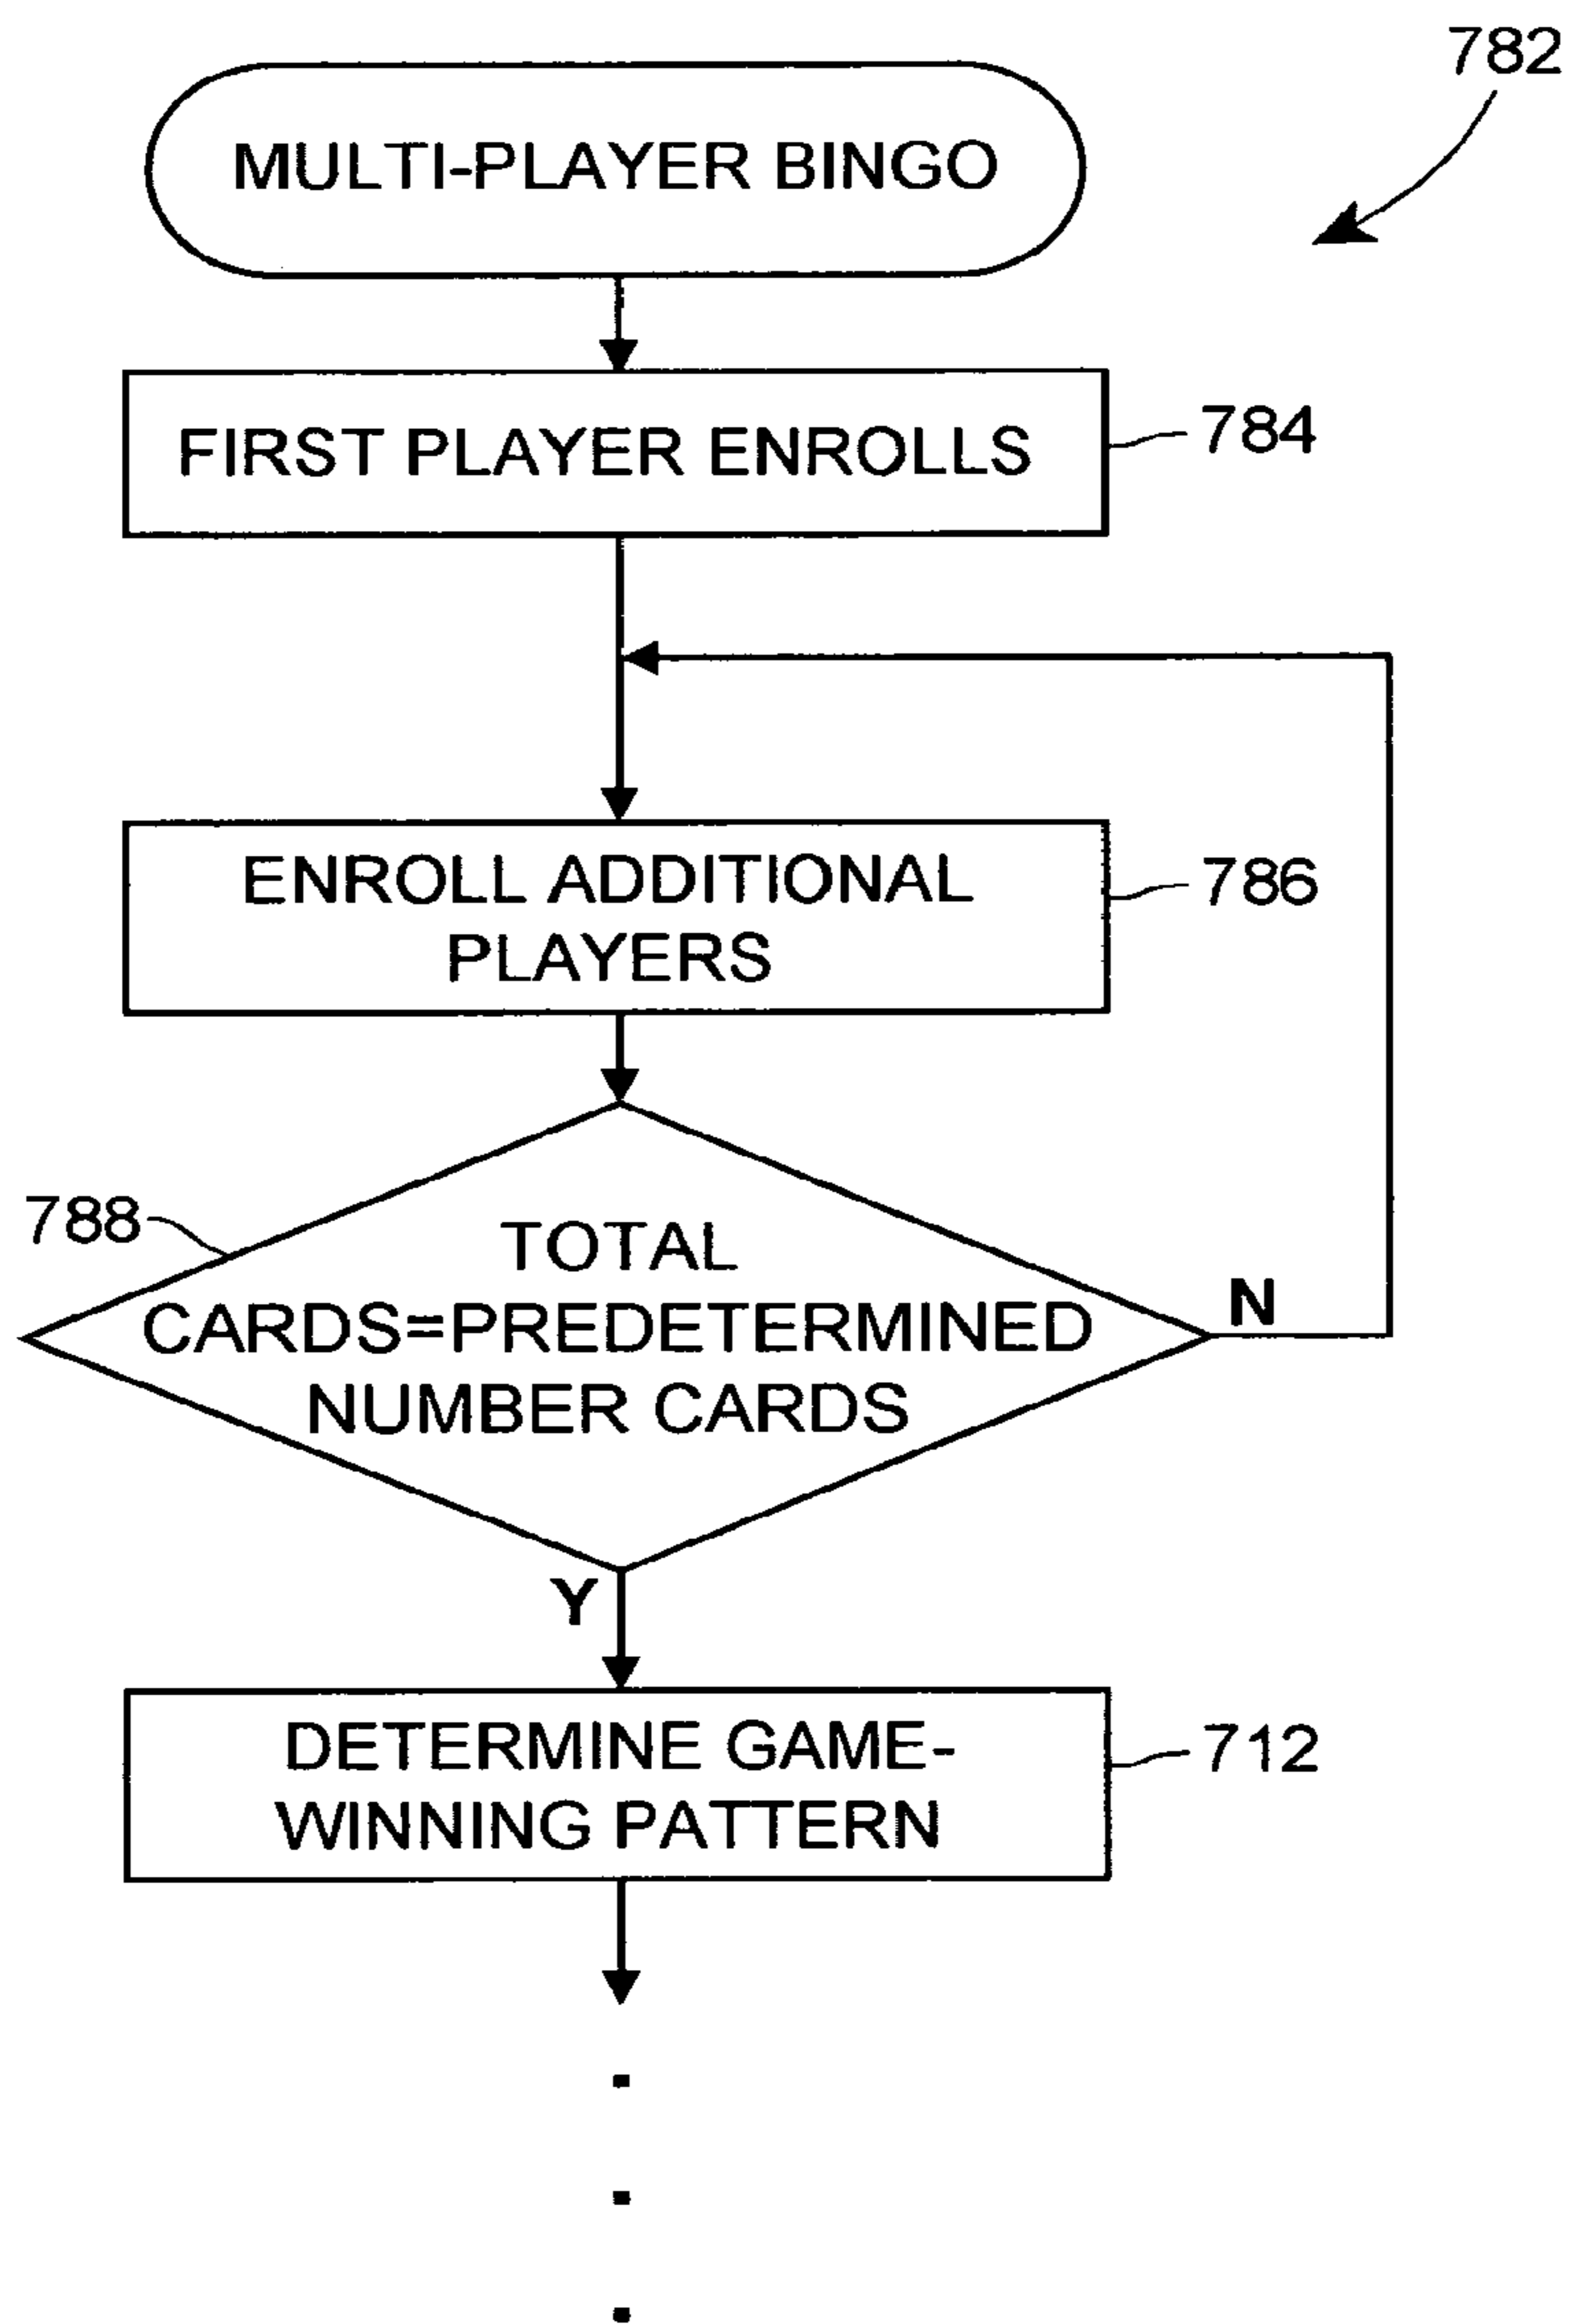 782
MULTI-PLAYER BINGO
FIRST PLAYER ENROLLS
784
ENROLL ADDITIONAL
PLAYERS
786
788
TOTAL
CARDS=PREDETERMINED
NUMBER CARDS
N
Y
DETERMINE GAME-
WINNING PATTERN
712